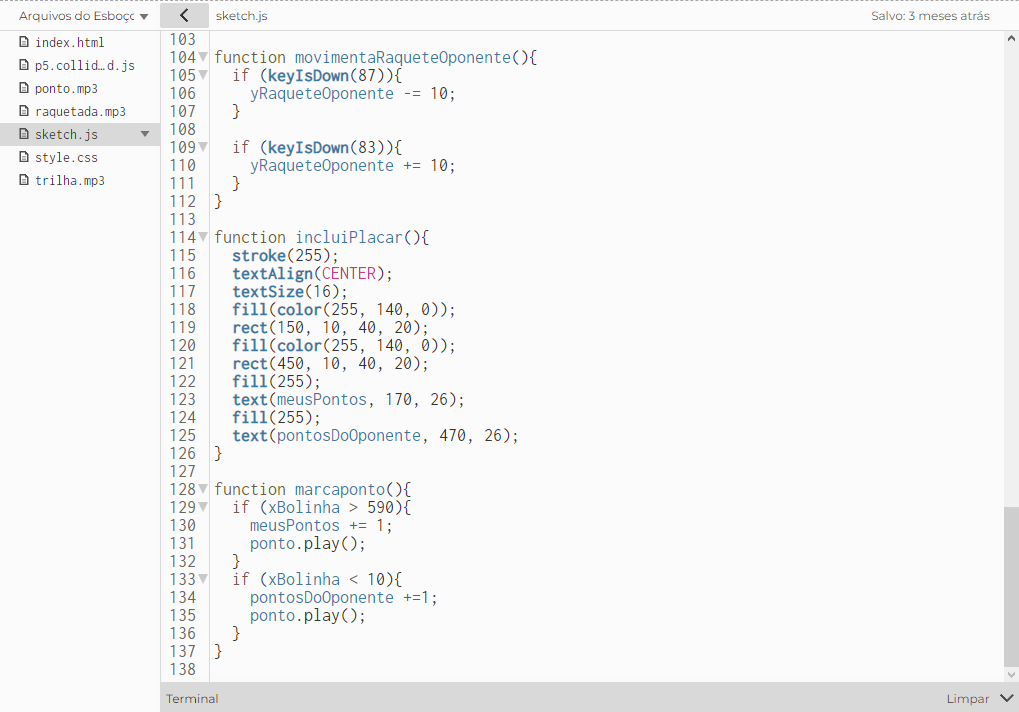 Arquivos do Esboço
sketch.js
Salvo: 3 meses atrás
index.html
p5.collid…d.js
ponto.mp3
raquetada.mp3
sketch.js
style.css
trilha.mp3
103
104 function movimentaRaqueteOponente(){
105   if (keyIsDown(87)){
106     yRaqueteOponente -= 10;
107   }
108
109   if (keyIsDown(83)){
110     yRaqueteOponente += 10;
111   }
112 }
113
114 function incluiPlacar(){
115   stroke(255);
116   textAlign(CENTER);
117   textSize(16);
118   fill(color(255, 140, 0));
119   rect(150, 10, 40, 20);
120   fill(color(255, 140, 0));
121   rect(450, 10, 40, 20);
122   fill(255);
123   text(meusPontos, 170, 26);
124   fill(255);
125   text(pontosDoOponente, 470, 26);
126 }
127
128 function marcaponto(){
129   if (xBolinha > 590){
130     meusPontos += 1;
131     ponto.play();
132   }
133   if (xBolinha < 10){
134     pontosDoOponente +=1;
135     ponto.play();
136   }
137 }
138
Terminal
Limpar